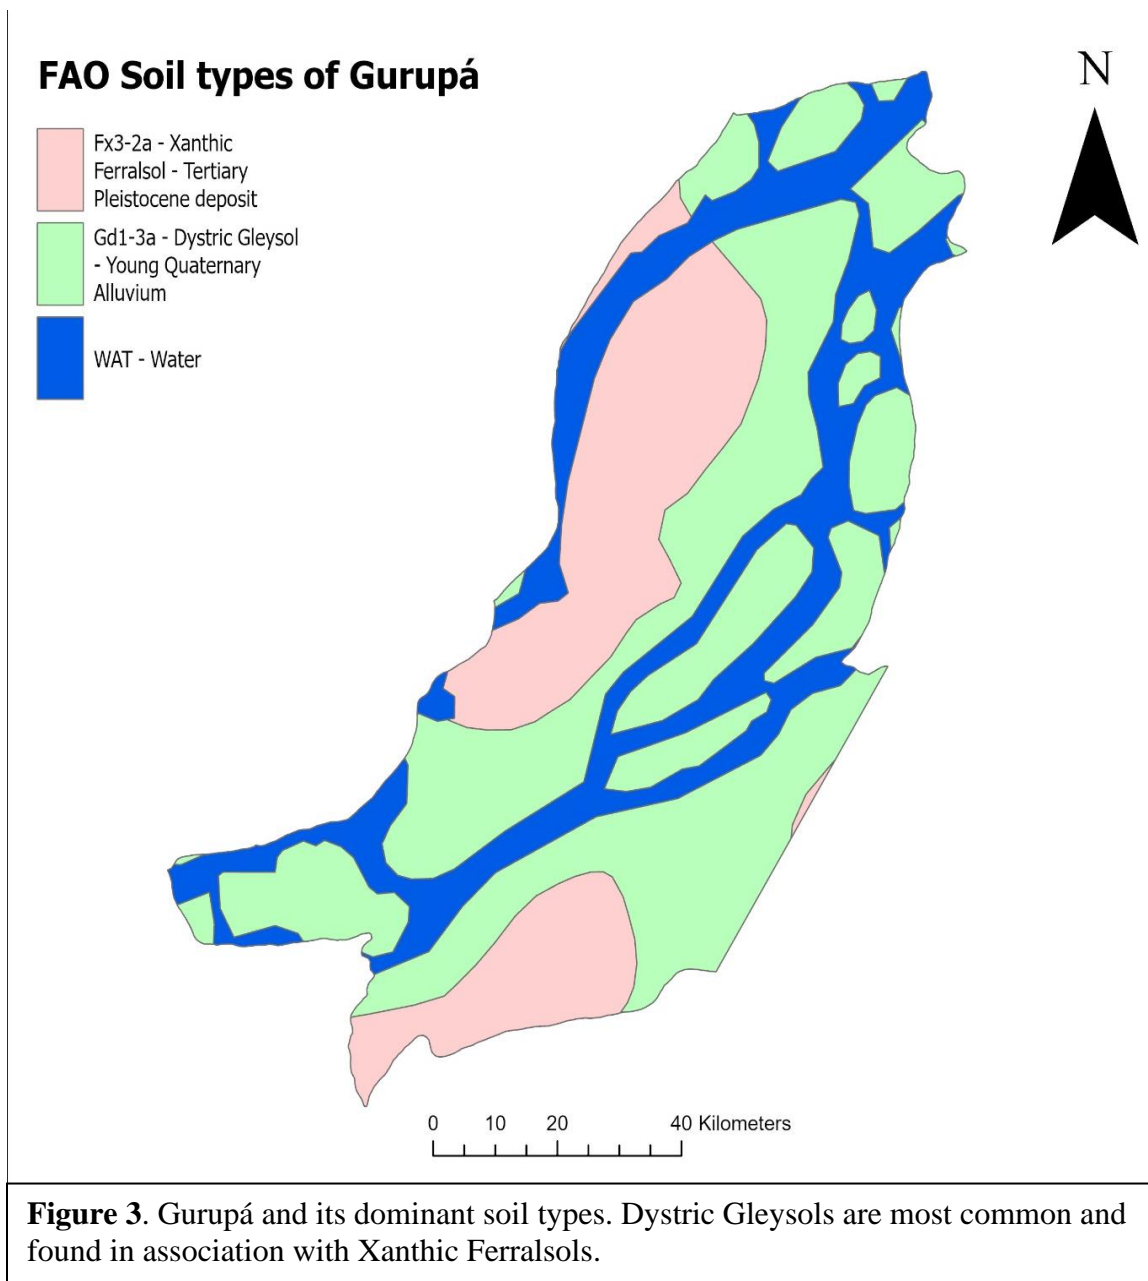 FAO Soil types of Gurupá
N
Fx3-2a - Xanthic
Ferralsol - Tertiary
Pleistocene deposit
Gd1-3a - Dystric Gleysol
- Young Quaternary
Alluvium
WAT - Water
0 10 20 40 Kilometers
Figure 3. Gurupá and its dominant soil types. Dystric Gleysols are most common and
found in association with Xanthic Ferralsols.